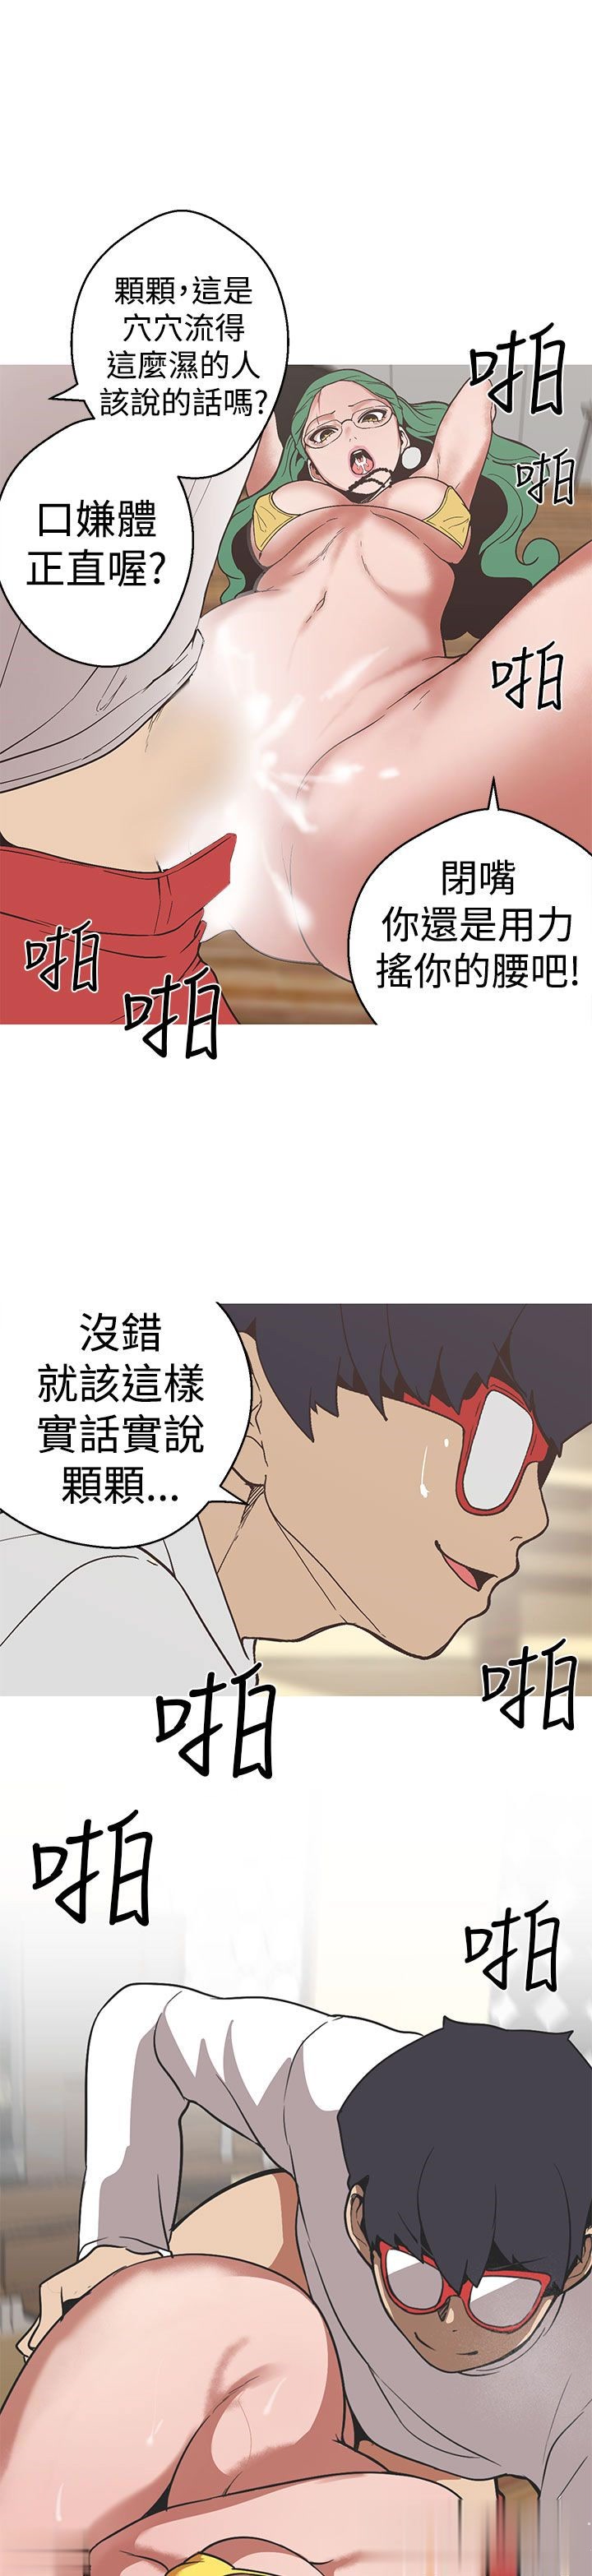 顆顆，這是
穴穴流得
這麼濕的人
該說的話嗎？
口嫌體
正直喔？
啪
啪
啪
閉嘴
你還是用力
搖你的腰吧！
啪
啪
沒錯
就該這樣
實話實說
顆顆…
啪
啪
啪
啪